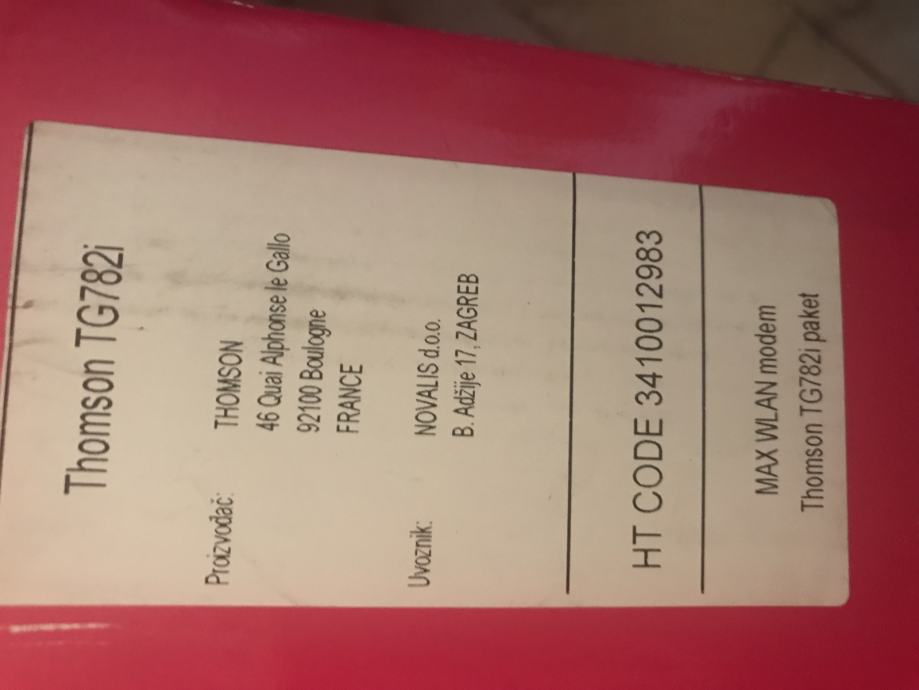 Thomson TG782i
Proizvođač: THOMSON
46 Quai Alphonse le Gallo
92100 Boulogne
FRANCE
Uvoznik: NOVALIS d.o.o.
B. Adžije 17, ZAGREB
HT CODE 3410012983
MAX WLAN modem
Thomson TG782i paket